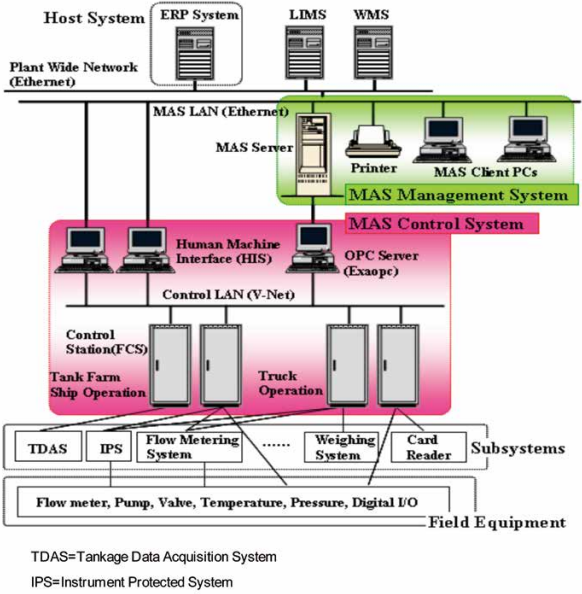 Host System
ERP System
LIMS
WMS
Plant Wide Network
(Ethernet)
MAS LAN (Ethernet)
MAS Server
Printer
MAS Client PCs
MAS Management System
MAS Control System
Human Machine
Interface (HIS)
OPC Server
(Exaopc)
Control LAN (V-Net)
Control
Station(FCS)
Tank Farm
Ship Operation
Truck
Operation
TDAS
IPS
Flow Metering
System
......
Weighing
System
Card
Reader
Subsystems
Flow meter, Pump, Valve, Temperature, Pressure, Digital I/O
Field Equipment
TDAS=Tankage Data Acquisition System
IPS=Instrument Protected System